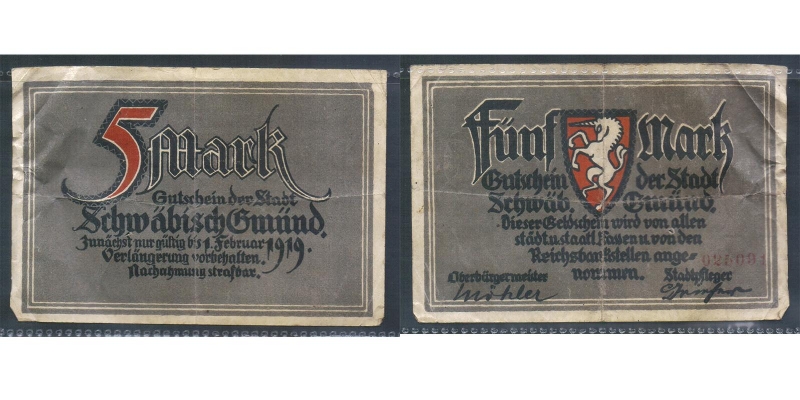 5 Mark
Gutschein der Stadt
Schwäbisch Gmünd.
Zunächst nur gültig bis 1. Februar 1919.
Verlängerung vorbehalten.
Nachahmung strafbar.
Fünf Mark
Gutschein der Stadt
Schwäb. Gmünd.
Dieser Geldschein wird von allen
städt. u. staatl. Kassen u. von den
Reichsbankstellen ange-
nommen.
Oberbürgermeister Stadtpfleger
Möhler